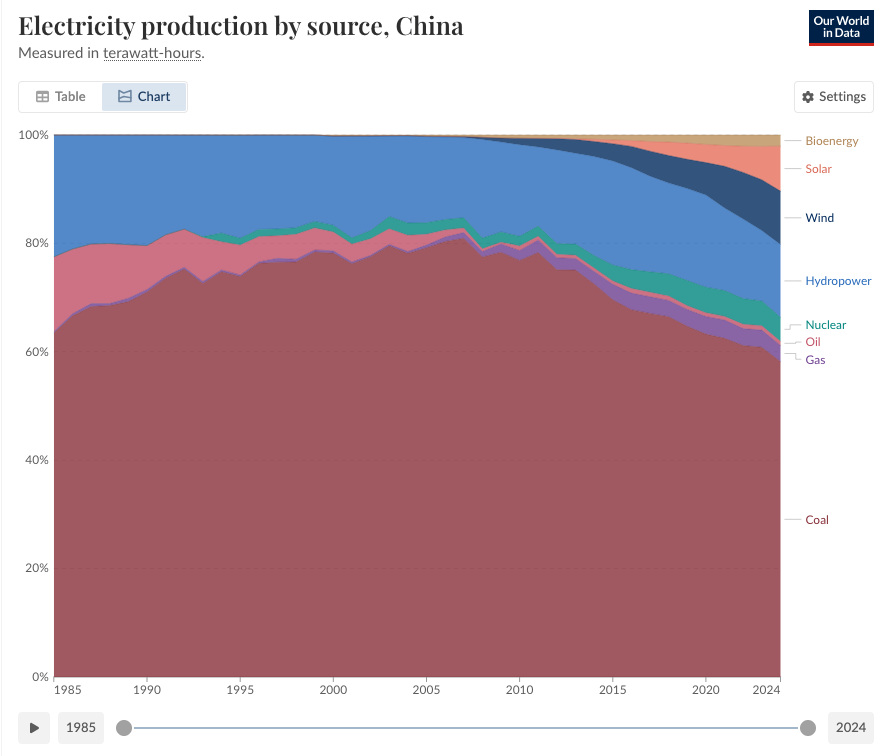 Electricity production by source, China
Our World
in Data
Measured in terawatt-hours.
Table
Chart
Settings
100%
80%
60%
40%
20%
0%
Bioenergy
Solar
Wind
Hydropower
Nuclear
Oil
Gas
Coal
1985
1990
1995
2000
2005
2010
2015
2020
2024
1985
2024